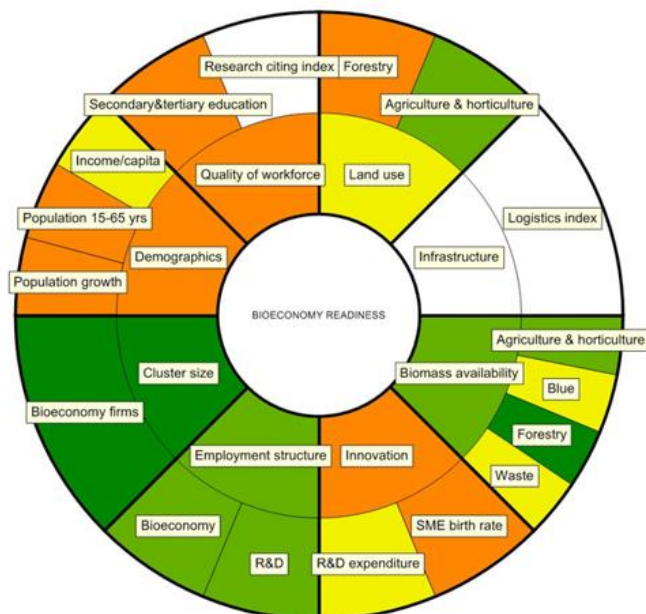 Research citing index
Forestry
Secondary&tertiary education
Agriculture & horticulture
Income/capita
Quality of workforce
Land use
Population 15-65 yrs
Logistics index
Demographics
Infrastructure
Population growth
BIOECONOMY READINESS
Agriculture & horticulture
Cluster size
Biomass availability
Blue
Bioeconomy firms
Forestry
Employment structure
Innovation
Waste
Bioeconomy
SME birth rate
R&D
R&D expenditure